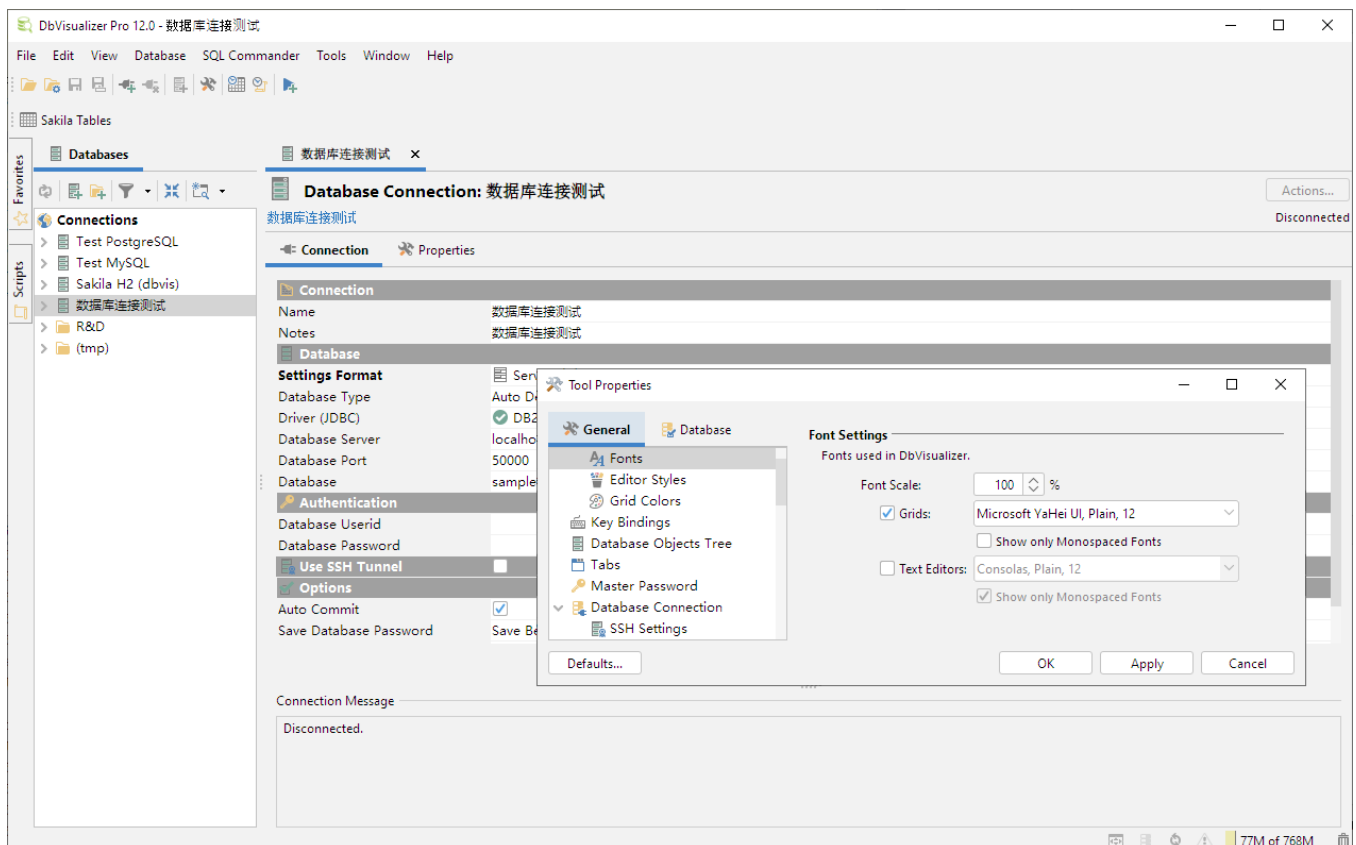 DbVisualizer Pro 12.0 - 数据库连接测试
File Edit View Database SQL Commander Tools Window Help
Sakila Tables
Favorites
Scripts
Databases
Connections
Test PostgreSQL
Test MySQL
Sakila H2 (dbvis)
数据库连接测试
R&D
(tmp)
数据库连接测试
Database Connection: 数据库连接测试
Actions...
数据库连接测试
Disconnected
Connection Properties
Connection
Name 数据库连接测试
Notes 数据库连接测试
Database
Settings Format
Database Type Auto
Driver (JDBC) DB2
Database Server
Database Port 50000
Database sample
Authentication
Database Userid
Database Password
Use SSH Tunnel
Options
Auto Commit
Save Database Password Save
Tool Properties
General Database
Fonts
Editor Styles
Grid Colors
Key Bindings
Database Objects Tree
Tabs
Master Password
Database Connection
SSH Settings
Font Settings
Fonts used in DbVisualizer.
Font Scale: 100 %
Grids: Microsoft YaHei UI, Plain, 12
Show only Monospaced Fonts
Text Editors: Consolas, Plain, 12
Show only Monospaced Fonts
Defaults... OK Apply Cancel
Connection Message
Disconnected.
77M of 768M